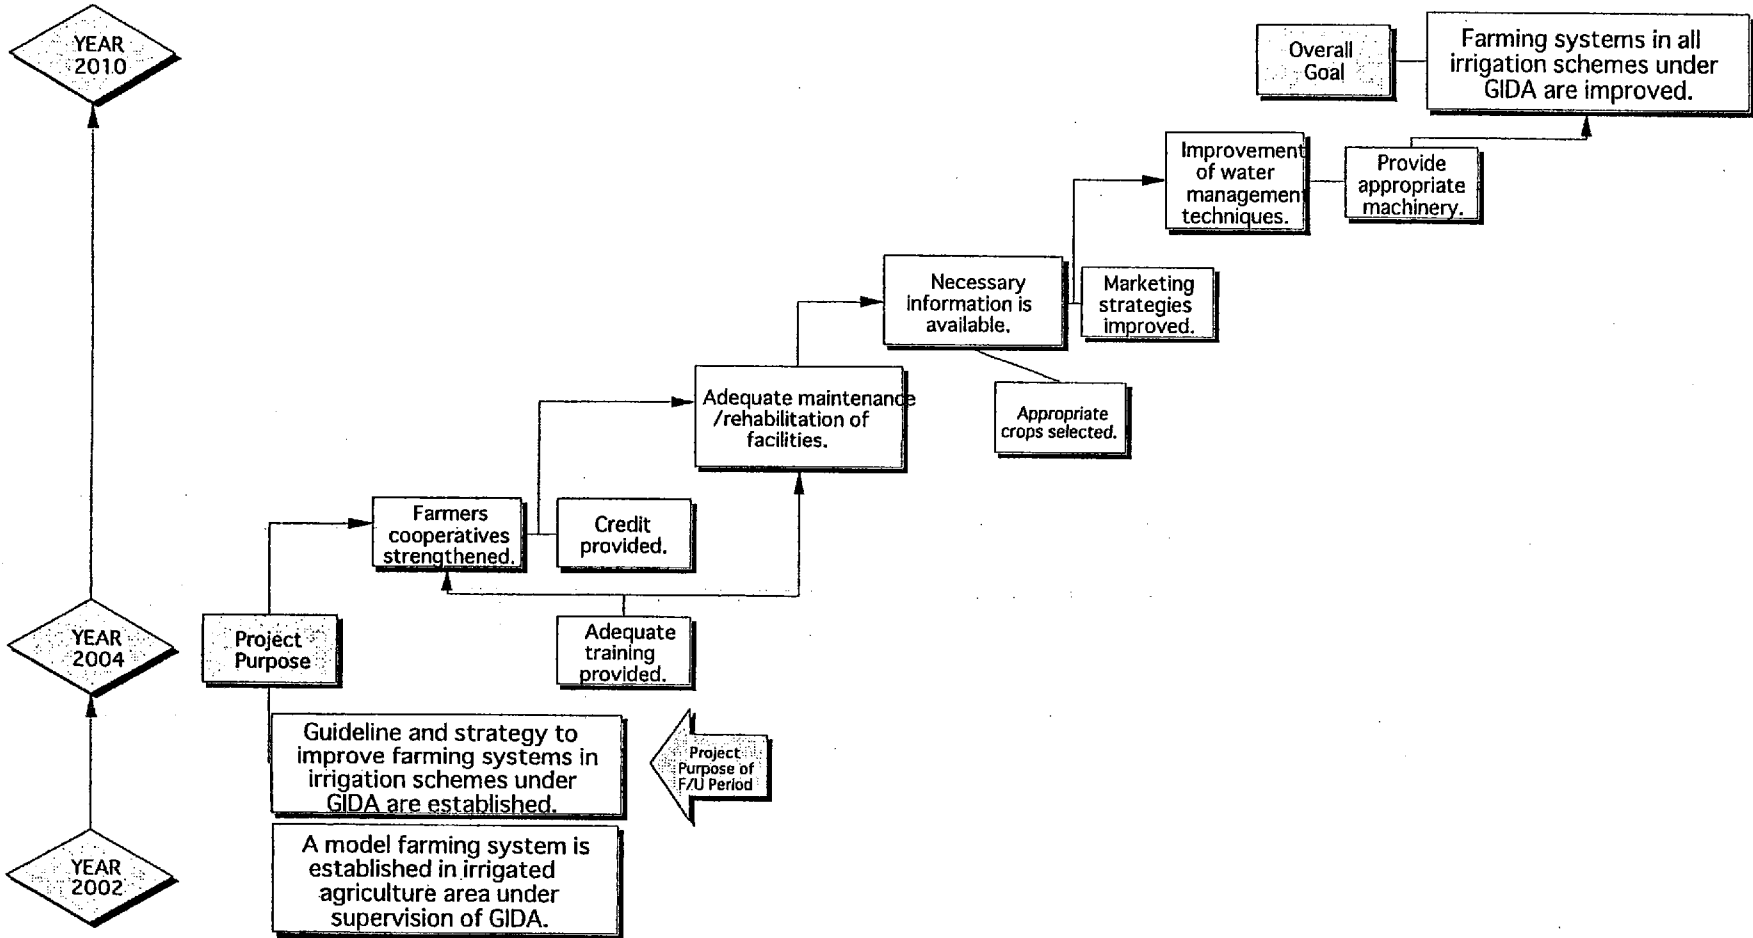 YEAR
2010
Overall
Goal
Farming systems in all
irrigation schemes under
GIDA are improved.
Improvement
of water
management
techniques.
Provide
appropriate
machinery.
Necessary
information is
available.
Marketing
strategies
improved.
Adequate maintenance
/rehabilitation of
facilities.
Appropriate
crops selected.
Farmers
cooperatives
strengthened.
Credit
provided.
YEAR
2004
Project
Purpose
Adequate
training
provided.
Guideline and strategy to
improve farming systems in
irrigation schemes under
GIDA are established.
Project
Purpose of
F/U Period
A model farming system is
established in irrigated
agriculture area under
supervision of GIDA.
YEAR
2002